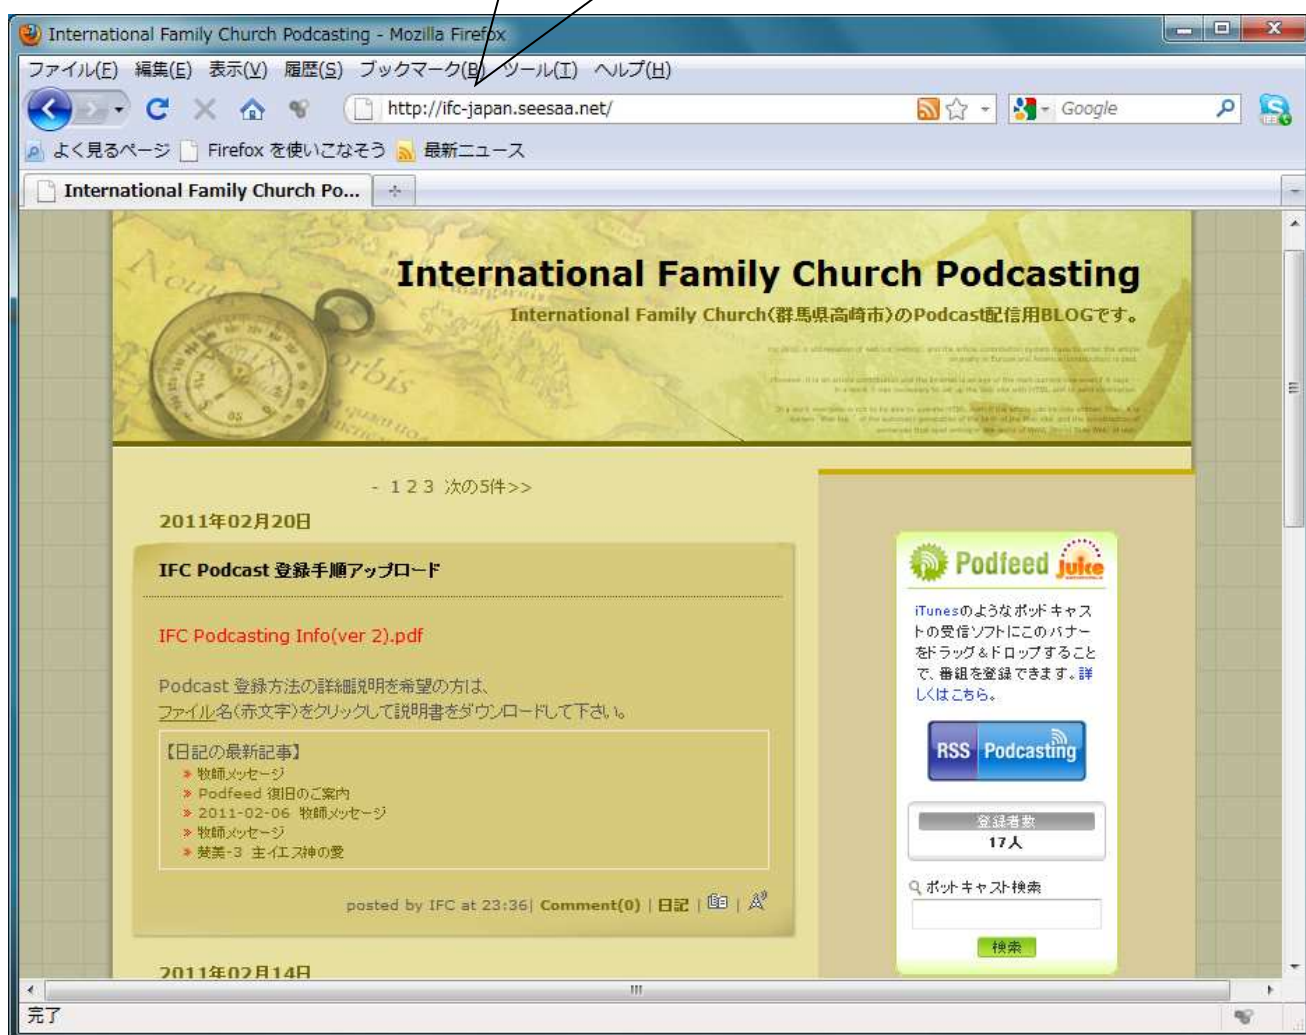 International Family Church Podcasting - Mozilla Firefox
ファイル(F) 編集(E) 表示(V) 履歴(S) ブックマーク(B) ツール(T) ヘルプ(H)
http://ifc-japan.seesaa.net/
Google
よく見るページ Firefox を使いこなそう 最新ニュース
International Family Church Po...
International Family Church Podcasting
International Family Church(群馬県高崎市)のPodcast配信用BLOGです。
- 1 2 3 次の5件>>
2011年02月20日
IFC Podcast 登録手順アップロード
IFC Podcasting Info(ver 2).pdf
Podcast 登録方法の詳細説明を希望の方は、
ファイル名(赤文字)をクリックして説明書をダウンロードして下さい。
【日記の最新記事】
牧師メッセージ
Podfeed 復旧のご案内
2011-02-06 牧師メッセージ
牧師メッセージ
賛美-3 主イエス神の愛
posted by IFC at 23:36| Comment(0) | 日記 |
2011年02月14日
Podfeed Juice
iTunesのようなポッドキャス
トの受信ソフトにこのバナー
をドラッグ&ドロップすること
で、番組を登録できます。詳
しくはこちら。
RSS Podcasting
登録者数
17人
ポットキャスト検索
検索
完了